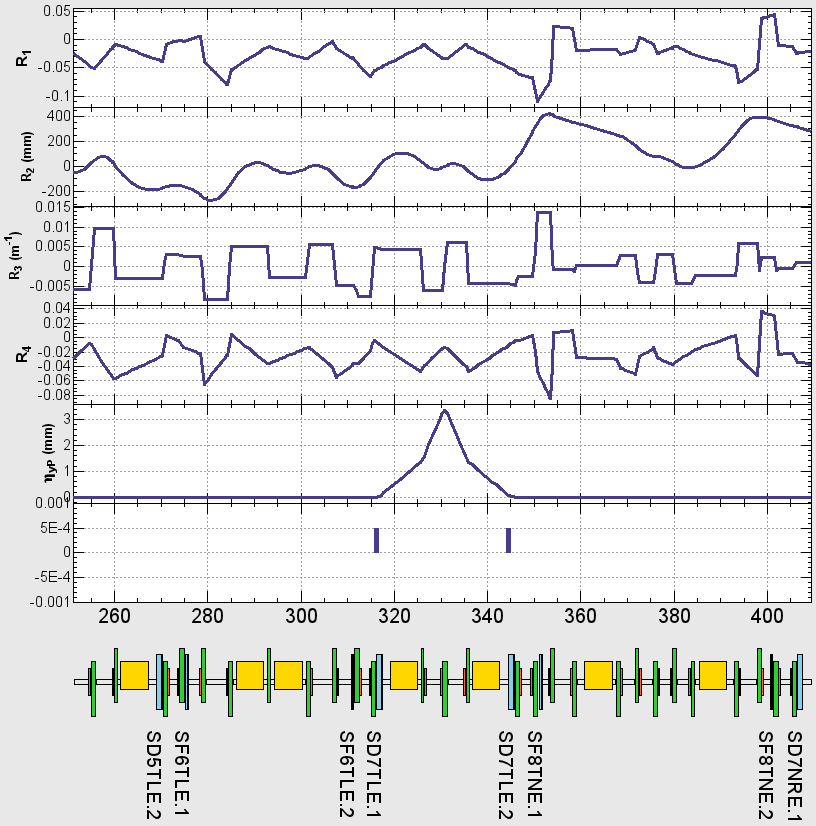 0.05
0
-0.05
-0.1
R1
400
200
0
-200
R2 (mm)
0.015
0.01
0.005
0
-0.005
R3 (m-1)
0.04
0.02
0
-0.02
-0.04
-0.06
-0.08
R4
3
2
1
0
ηyP (mm)
0.001
5E-4
0
-5E-4
-0.001
260 280 300 320 340 360 380 400
SD5TLE.2
SF6TLE.1
SF6TLE.2
SD7TLE.1
SD7TLE.2
SF8TNE.1
SF8TNE.2
SD7NRE.1